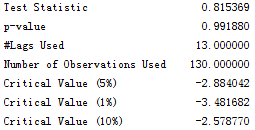 Test Statistic 0.815369
p-value 0.991880
#Lags Used 13.000000
Number of Observations Used 130.000000
Critical Value (5%) -2.884042
Critical Value (1%) -3.481682
Critical Value (10%) -2.578770